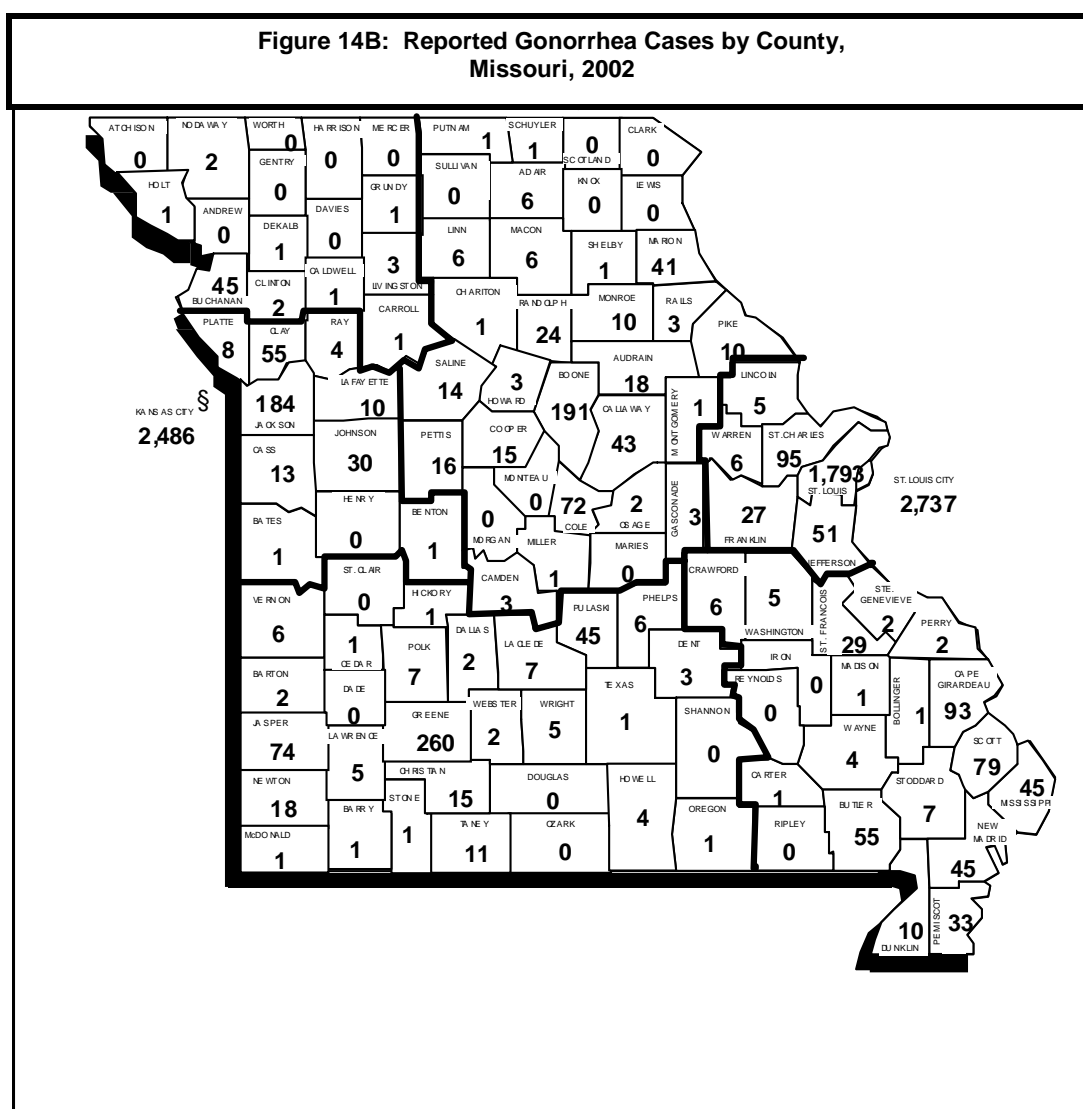 Figure 14B: Reported Gonorrhea Cases by County,
Missouri, 2002
ATCHISON
0
NODAWAY
2
WORTH
0
HARRISON
0
MERCER
0
PUTNAM
1
SCHUYLER
1
0
SCOTLAND
CLARK
0
HOLT
1
GENTRY
0
GRUNDY
1
SULLIVAN
0
ADAIR
6
KNOX
0
LEWIS
0
ANDREW
0
DEKALB
1
DAVIES
0
3
LIVINGSTON
LINN
6
MACON
6
SHELBY
1
MARION
41
45
BUCHANAN
CLINTON
2
CALDWELL
1
CARROLL
1
CHARITON
1
RANDOLPH
24
MONROE
10
RALLS
3
PIKE
10
PLATTE
8
CLAY
55
RAY
4
SALINE
14
3
HOWARD
BOONE
191
AUDRAIN
18
KANSAS CITY §
2,486
184
JACKSON
LAFAYETTE
10
CALLAWAY
43
MONTGOMERY
1
LINCOLN
5
JOHNSON
30
PETTIS
16
COOPER
15
WARREN
6
ST.CHARLES
95
1,793
ST. LOUIS
ST. LOUIS CITY
2,737
CASS
13
MONITEAU
0
72
COLE
2
OSAGE
GASCONADE
3
27
FRANKLIN
51
JEFFERSON
BATES
1
HENRY
0
BENTON
1
0
MORGAN
MILLER
1
MARIES
0
VERNON
6
ST. CLAIR
0
HICKORY
1
CAMDEN
3
PULASKI
45
PHELPS
6
CRAWFORD
6
5
WASHINGTON
ST. FRANCOIS
29
STE.
GENEVIEVE
2
PERRY
2
1
CEDAR
POLK
7
DALLAS
2
LACLEDE
7
DENT
3
IRON
0
MADISON
1
BOLLINGER
1
CAPE
GIRARDEAU
93
BARTON
2
DADE
0
TEXAS
1
REYNOLDS
0
SHANNON
0
JASPER
74
LAWRENCE
5
GREENE
260
WEBSTER
2
WRIGHT
5
WAYNE
4
SCOTT
79
NEWTON
18
CHRISTIAN
15
DOUGLAS
0
HOWELL
4
CARTER
1
STODDARD
7
45
MISSISSIPPI
McDONALD
1
BARRY
1
STONE
1
TANEY
11
OZARK
0
OREGON
1
RIPLEY
0
BUTLER
55
NEW
MADRID
45
10
DUNKLIN
PEMISCOT
33